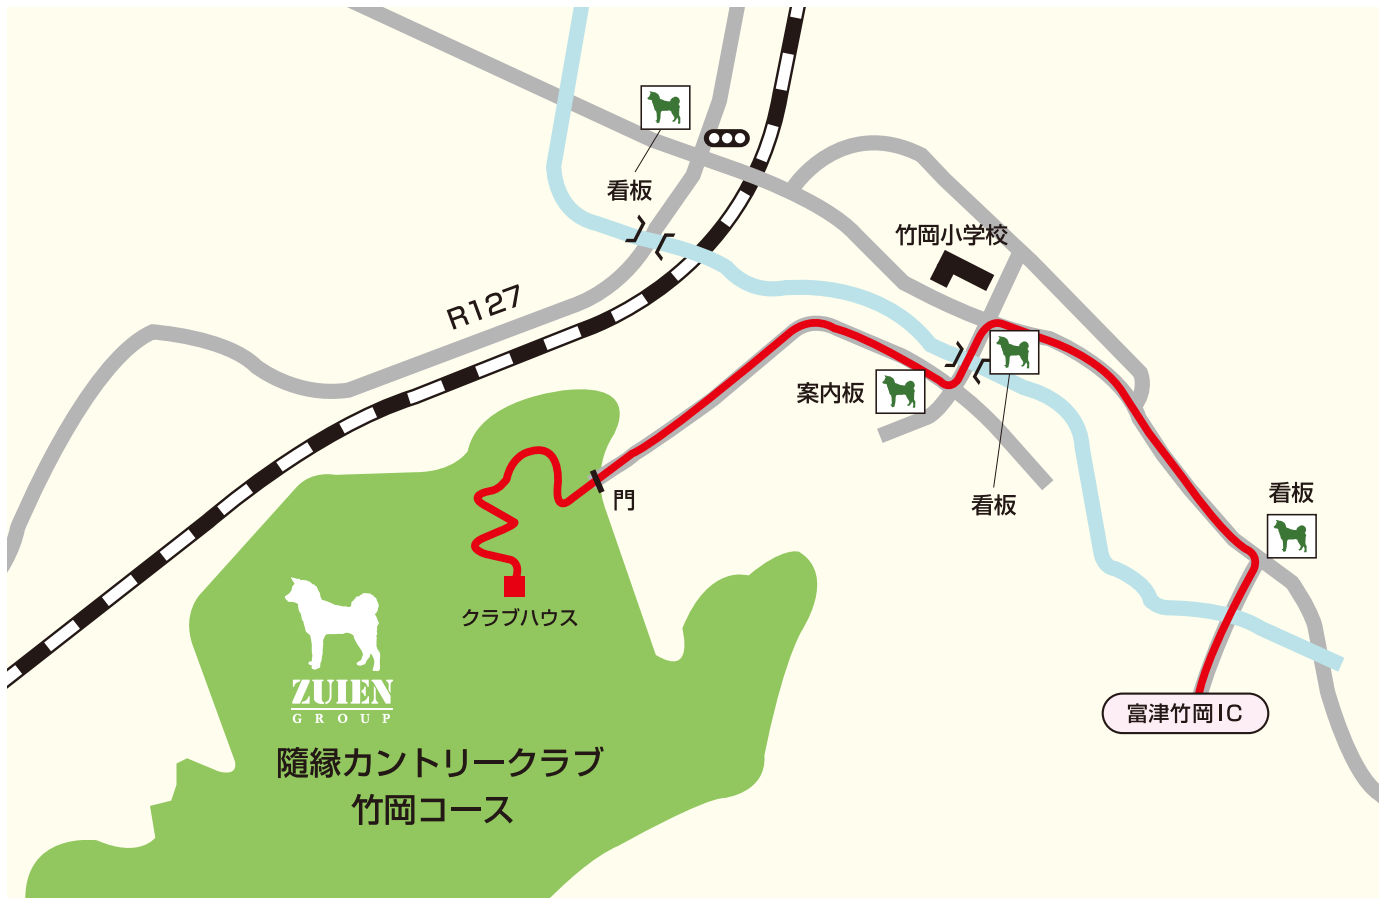 看板
竹岡小学校
R127
案内板
看板
看板
門
クラブハウス
ZUIEN
GROUP
富津竹岡IC
隨縁カントリークラブ
竹岡コース